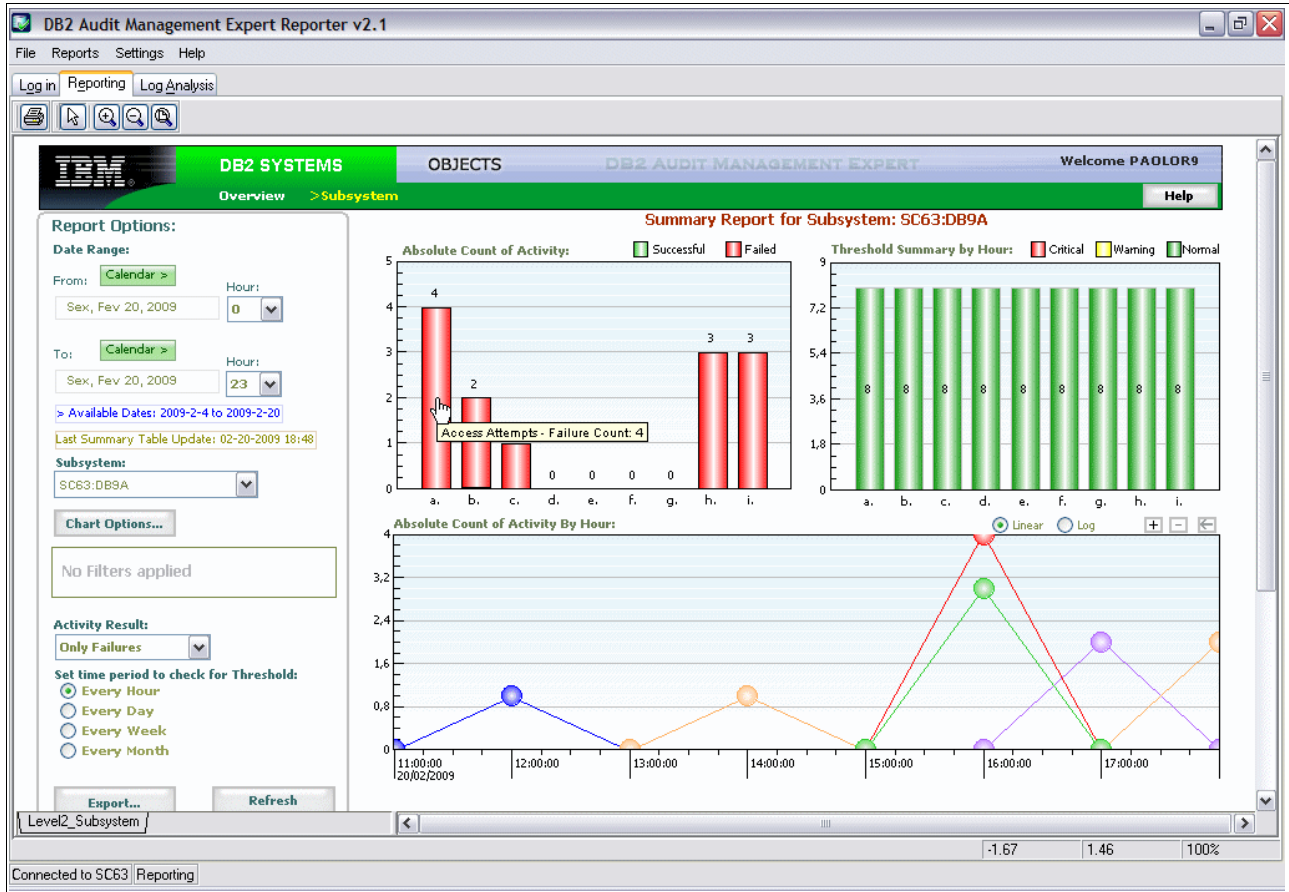 DB2 Audit Management Expert Reporter v2.1
File Reports Settings Help
Log in Reporting Log Analysis
IBM® DB2 SYSTEMS OBJECTS DB2 AUDIT MANAGEMENT EXPERT Welcome PAOLOR9
Overview >Subsystem Help
Report Options:
Date Range:
From: Calendar >
Hour:
Sex, Fev 20, 2009 0
To: Calendar >
Hour:
Sex, Fev 20, 2009 23
> Available Dates: 2009-2-4 to 2009-2-20
Last Summary Table Update: 02-20-2009 18:48
Subsystem:
SC63:DB9A
Chart Options...
No Filters applied
Activity Result:
Only Failures
Set time period to check for Threshold:
Every Hour
Every Day
Every Week
Every Month
Export... Refresh
Summary Report for Subsystem: SC63:DB9A
Absolute Count of Activity: Successful Failed
5
4
3
2
1
0
4 2 0 0 0 0 3 3
Access Attempts - Failure Count: 4
a. b. c. d. e. f. g. h. i.
Threshold Summary by Hour: Critical Warning Normal
9
7,2
5,4
3,6
1,8
0
8 8 8 8 8 8 8 8 8
a. b. c. d. e. f. g. h. i.
Absolute Count of Activity By Hour: Linear Log + -
4
3,2
2,4
1,6
0,8
0
11:00:00 12:00:00 13:00:00 14:00:00 15:00:00 16:00:00 17:00:00
20/02/2009
Level2_Subsystem
-1.67 1.46 100%
Connected to SC63 Reporting